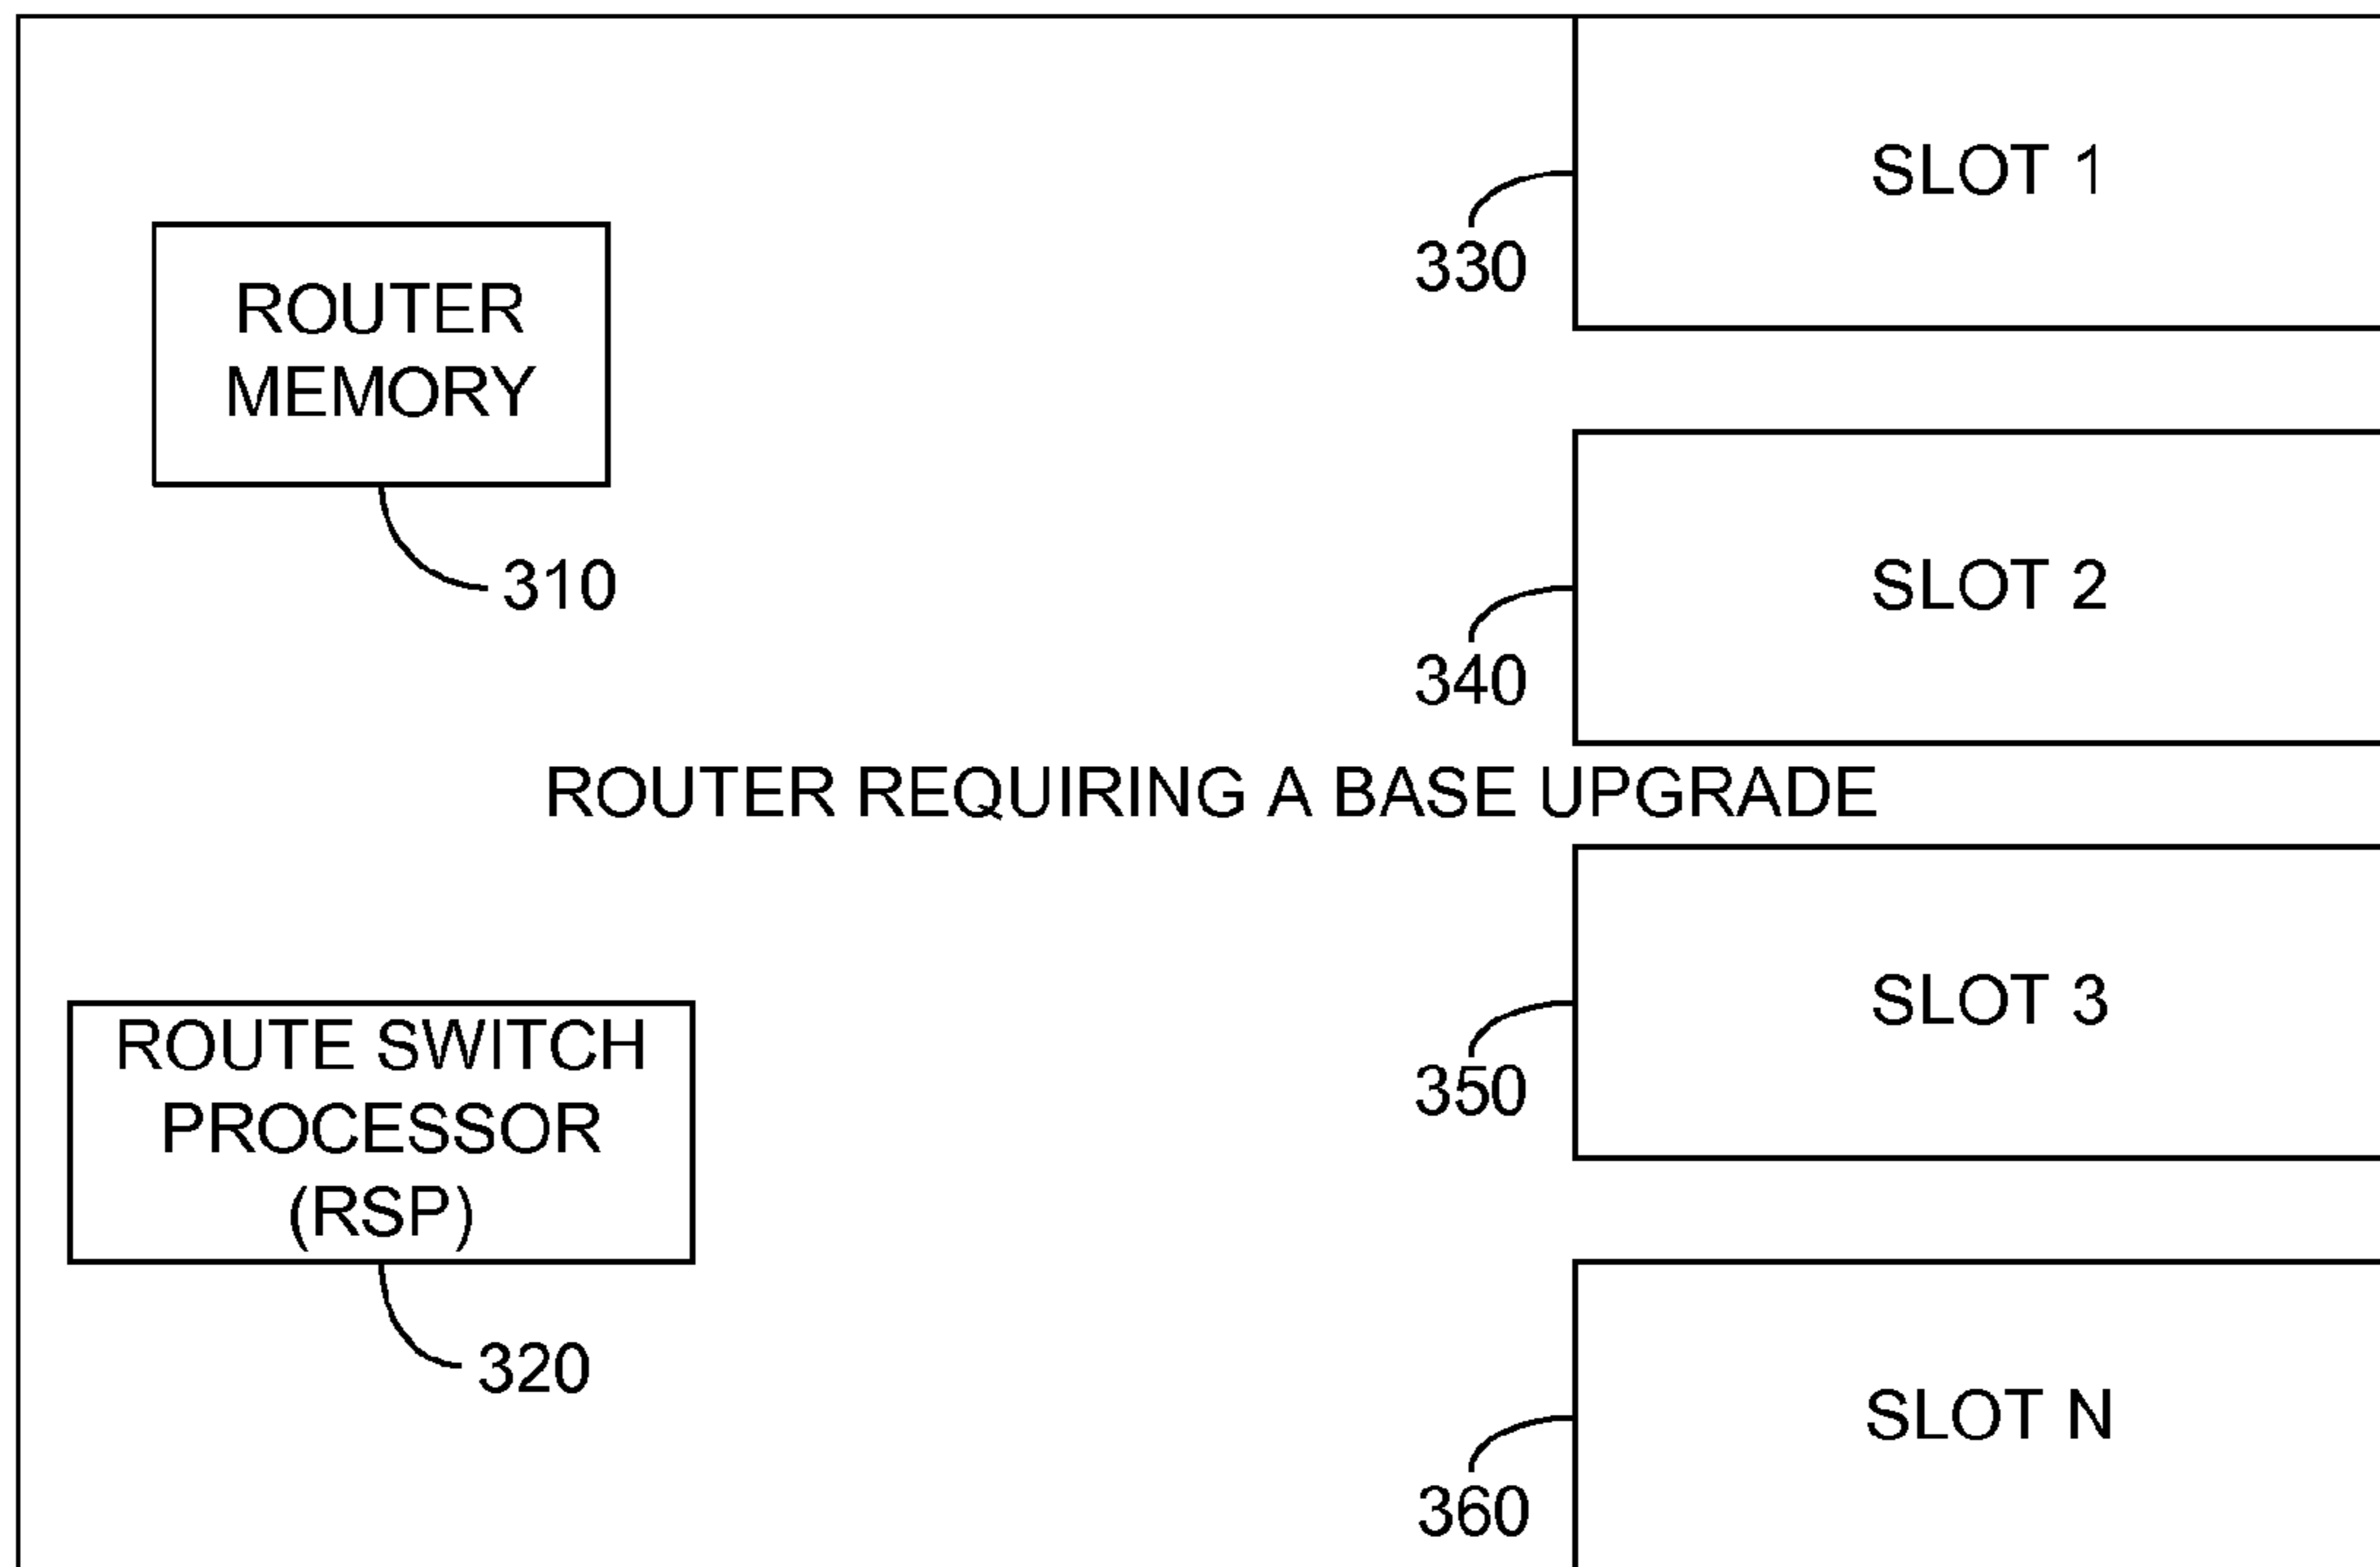 SLOT 1
330
ROUTER
MEMORY
310
SLOT 2
340
ROUTER REQUIRING A BASE UPGRADE
SLOT 3
350
ROUTE SWITCH
PROCESSOR
(RSP)
320
SLOT N
360